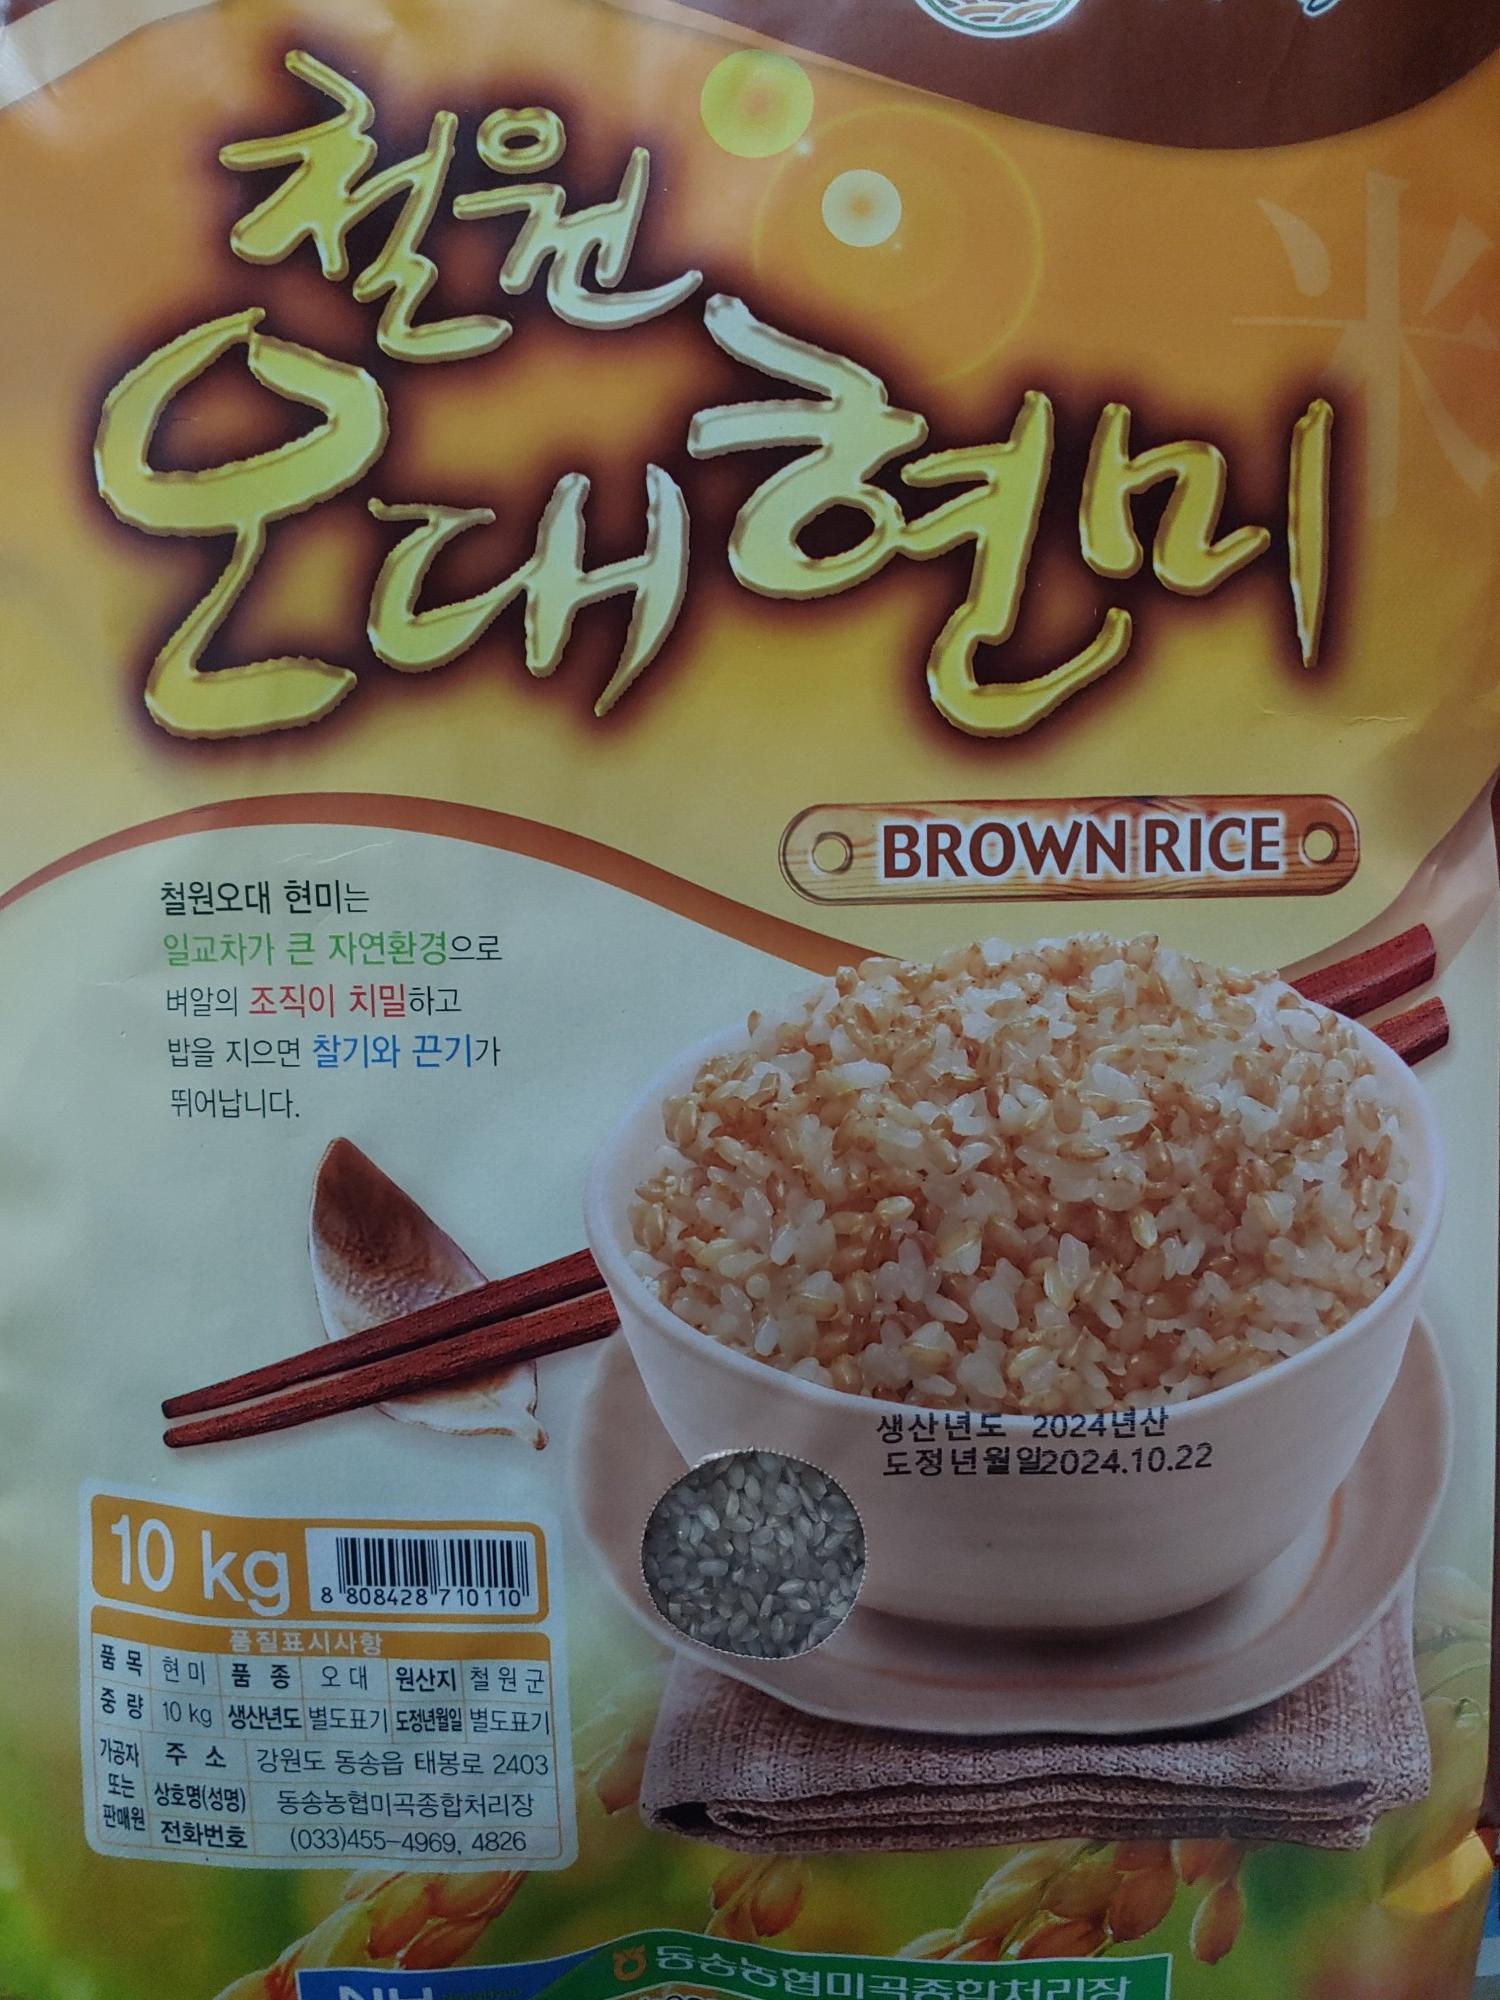 철원
오대현미
米
BROWN RICE
철원오대 현미는
일교차가 큰 자연환경으로
벼알의 조직이 치밀하고
밥을 지으면 찰기와 끈기가
뛰어납니다.
생산년도 2024년산
도정년월일2024.10.22
10 kg
8 808428 710110
품질표시사항
품 목 현 미 품 종 오 대 원산지 철 원 군
중 량 10 kg 생산년도 별도표기 도정년월일 별도표기
가공자 또는 판매원 주 소 강원도 동송읍 태봉로 2403
상호명(성명) 동송농협미곡종합처리장
전화번호 (033)455-4969, 4826
NH 동송농협미곡종합처리장